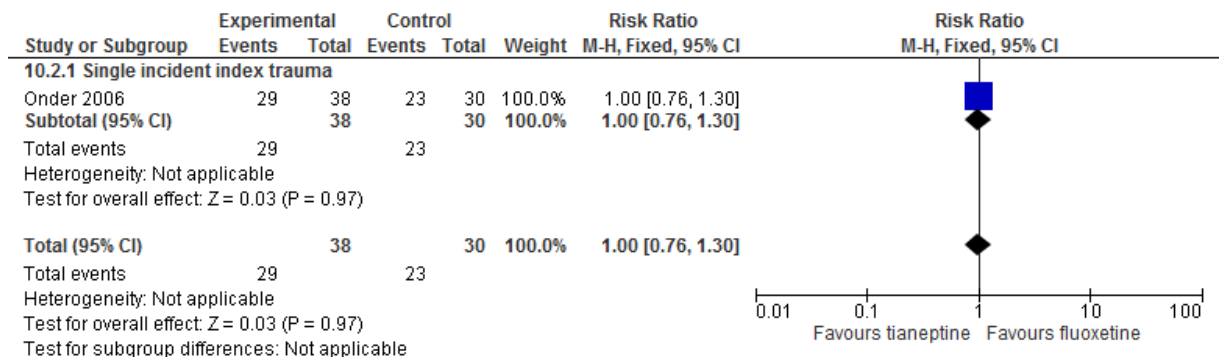 Experimental Control Risk Ratio Risk Ratio
Study or Subgroup Events Total Events Total Weight M-H, Fixed, 95% CI M-H, Fixed, 95% CI
10.2.1 Single incident index trauma
Onder 2006 29 38 23 30 100.0% 1.00 [0.76, 1.30]
Subtotal (95% CI) 38 30 100.0% 1.00 [0.76, 1.30]
Total events 29 23
Heterogeneity: Not applicable
Test for overall effect: Z = 0.03 (P = 0.97)
Total (95% CI) 38 30 100.0% 1.00 [0.76, 1.30]
Total events 29 23
Heterogeneity: Not applicable
Test for overall effect: Z = 0.03 (P = 0.97)
Test for subgroup differences: Not applicable
0.01 0.1 1 10 100
Favours tianeptine Favours fluoxetine